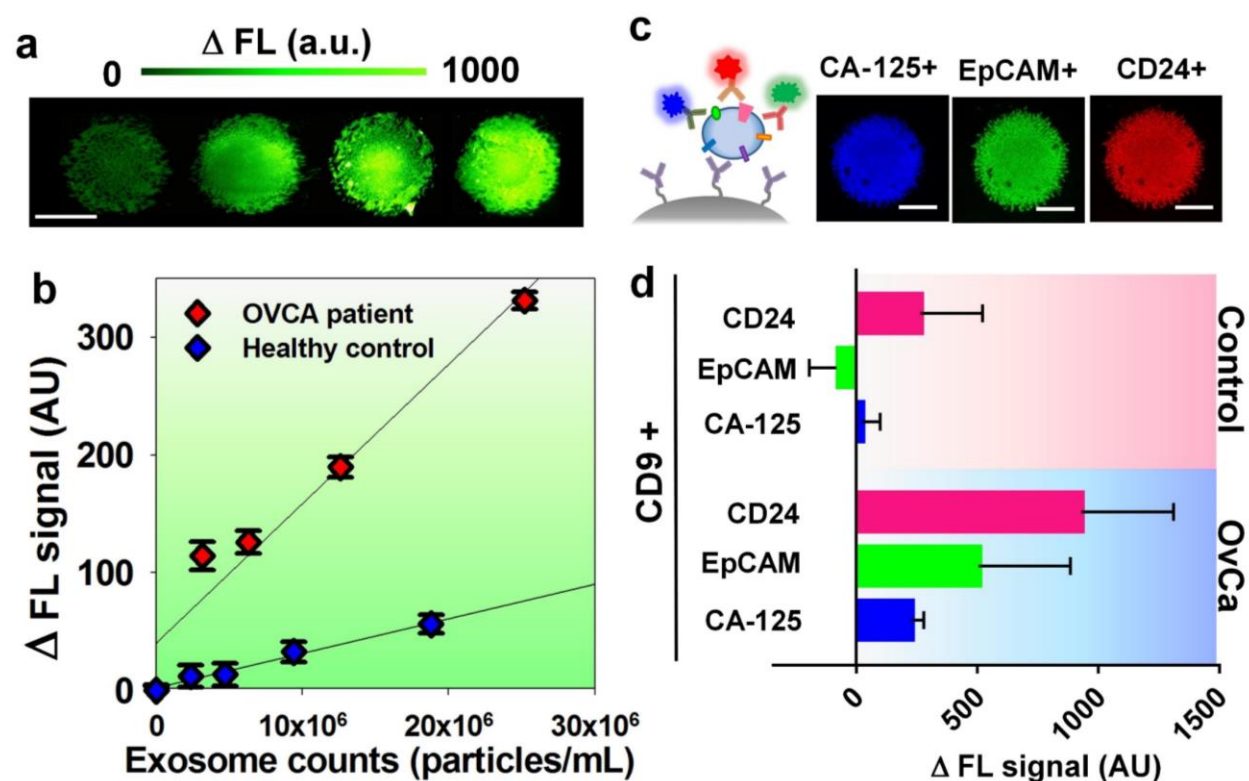 a
Δ FL (a.u.)
0
1000
c
CA-125+ EpCAM+ CD24+
b
OVCA patient
Healthy control
Δ FL signal (AU)
300
200
100
0
0 10x10⁶ 20x10⁶ 30x10⁶
Exosome counts (particles/mL)
d
CD9 +
CD24
EpCAM
CA-125
Control
CD24
EpCAM
CA-125
OvCa
0 500 1000 1500
Δ FL signal (AU)